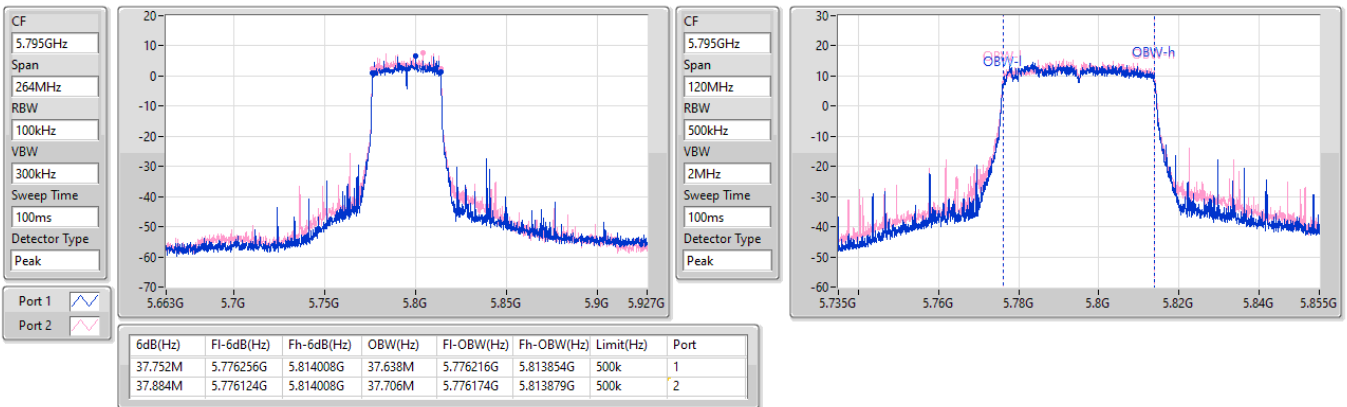 CF
5.795GHz
Span
264MHz
RBW
100kHz
VBW
300kHz
Sweep Time
100ms
Detector Type
Peak
Port 1
Port 2
20
10
0
-10
-20
-30
-40
-50
-60
-70
5.663G 5.7G 5.75G 5.8G 5.85G 5.9G 5.927G
CF
5.795GHz
Span
120MHz
RBW
500kHz
VBW
2MHz
Sweep Time
100ms
Detector Type
Peak
30
20
10
0
-10
-20
-30
-40
-50
-60
OBW-l OBW-h
5.735G 5.76G 5.78G 5.8G 5.82G 5.84G 5.855G
6dB(Hz) Fl-6dB(Hz) Fh-6dB(Hz) OBW(Hz) Fl-OBW(Hz) Fh-OBW(Hz) Limit(Hz) Port
37.752M 5.776256G 5.814008G 37.638M 5.776216G 5.813854G 500k 1
37.884M 5.776124G 5.814008G 37.706M 5.776174G 5.813879G 500k 2